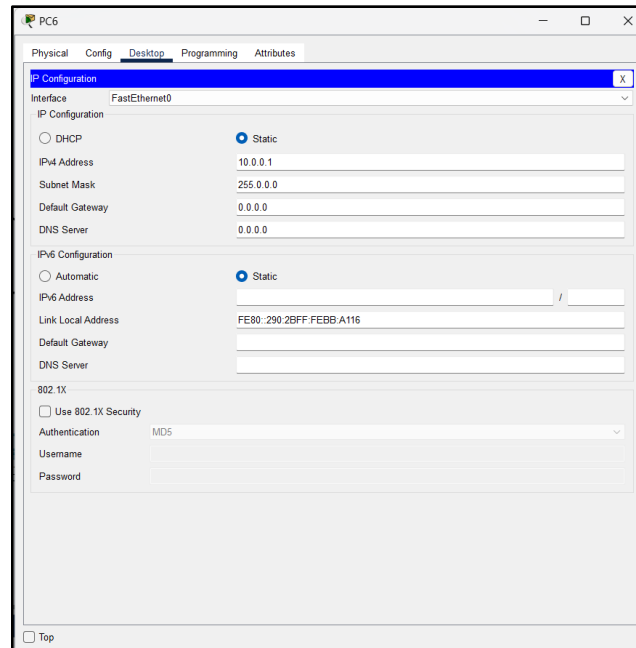 PC6
Physical Config Desktop Programming Attributes
IP Configuration X
Interface FastEthernet0
IP Configuration
DHCP Static
IPv4 Address 10.0.0.1
Subnet Mask 255.0.0.0
Default Gateway 0.0.0.0
DNS Server 0.0.0.0
IPv6 Configuration
Automatic Static
IPv6 Address /
Link Local Address FE80::290:2BFF:FEBB:A116
Default Gateway
DNS Server
802.1X
Use 802.1X Security
Authentication MD5
Username
Password
Top